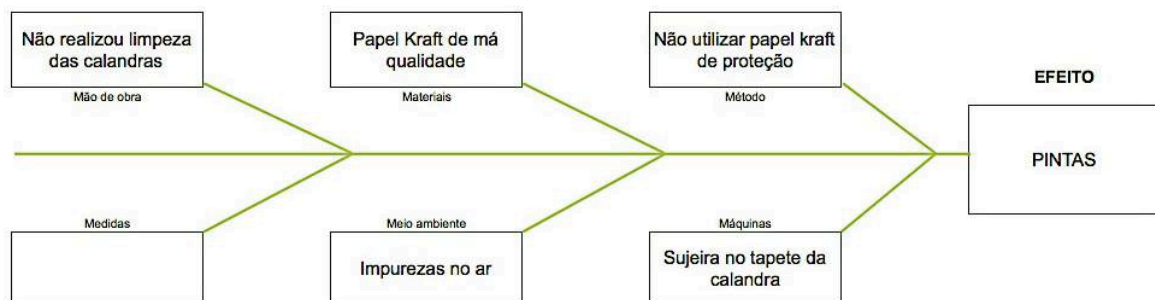 Não realizou limpeza
das calandras
Mão de obra
Papel Kraft de má
qualidade
Materiais
Não utilizar papel kraft
de proteção
Método
EFEITO
PINTAS
Medidas
Meio ambiente
Impurezas no ar
Máquinas
Sujeira no tapete da
calandra